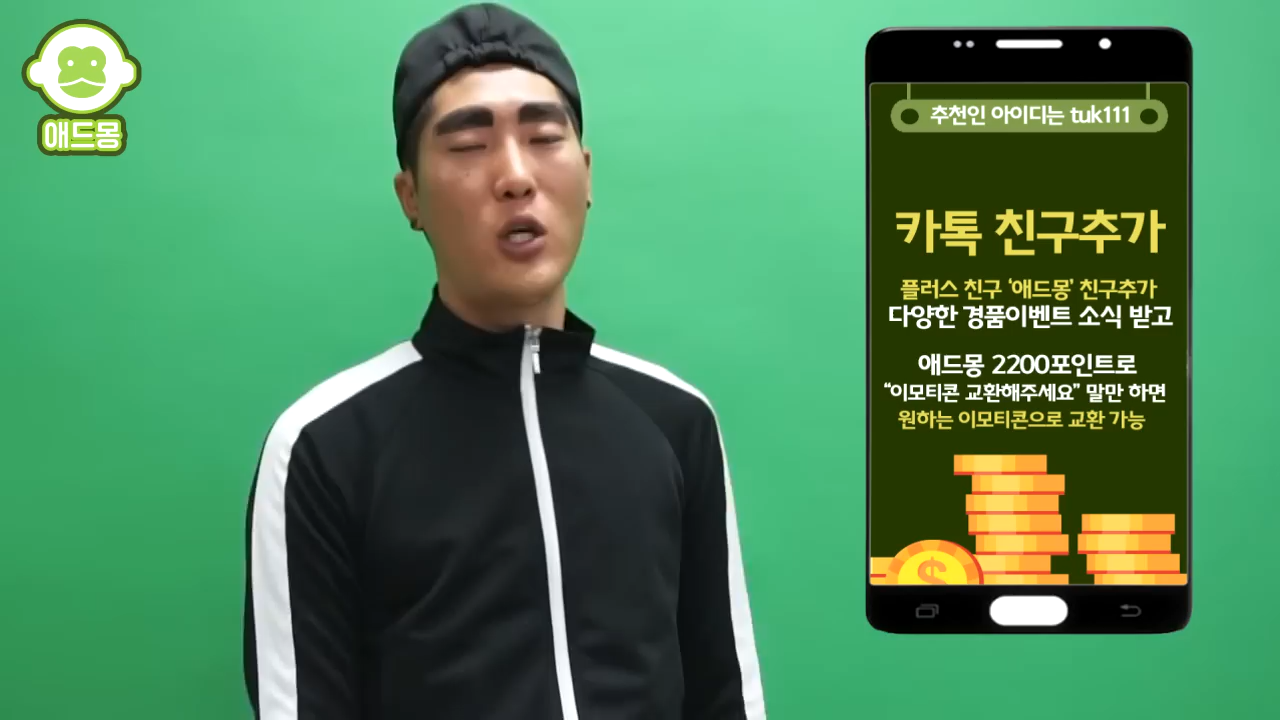 애드몽
추천인 아이디는 tuk111
카톡 친구추가
플러스 친구 '애드몽' 친구추가
다양한 경품이벤트 소식 받고
애드몽 2200포인트로
“이모티콘 교환해주세요” 말만 하면
원하는 이모티콘으로 교환 가능